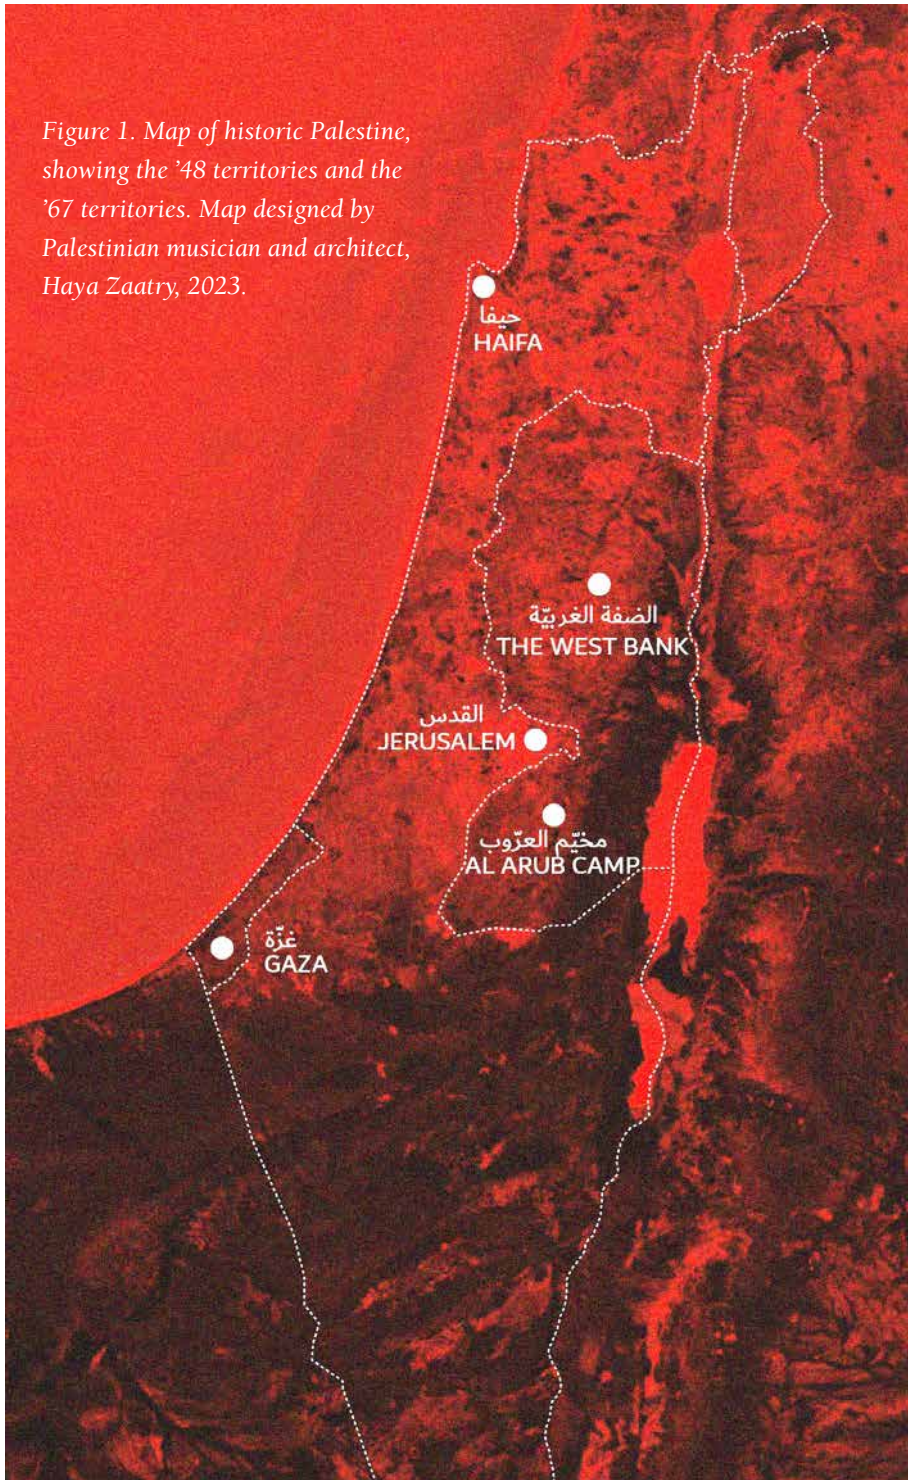 Figure 1. Map of historic Palestine,
showing the ’48 territories and the
’67 territories. Map designed by
Palestinian musician and architect,
Haya Zaatry, 2023.
حيفا
HAIFA
الضفة الغربيّة
THE WEST BANK
القدس
JERUSALEM
مخيّم العرّوب
AL ARUB CAMP
غزّة
GAZA